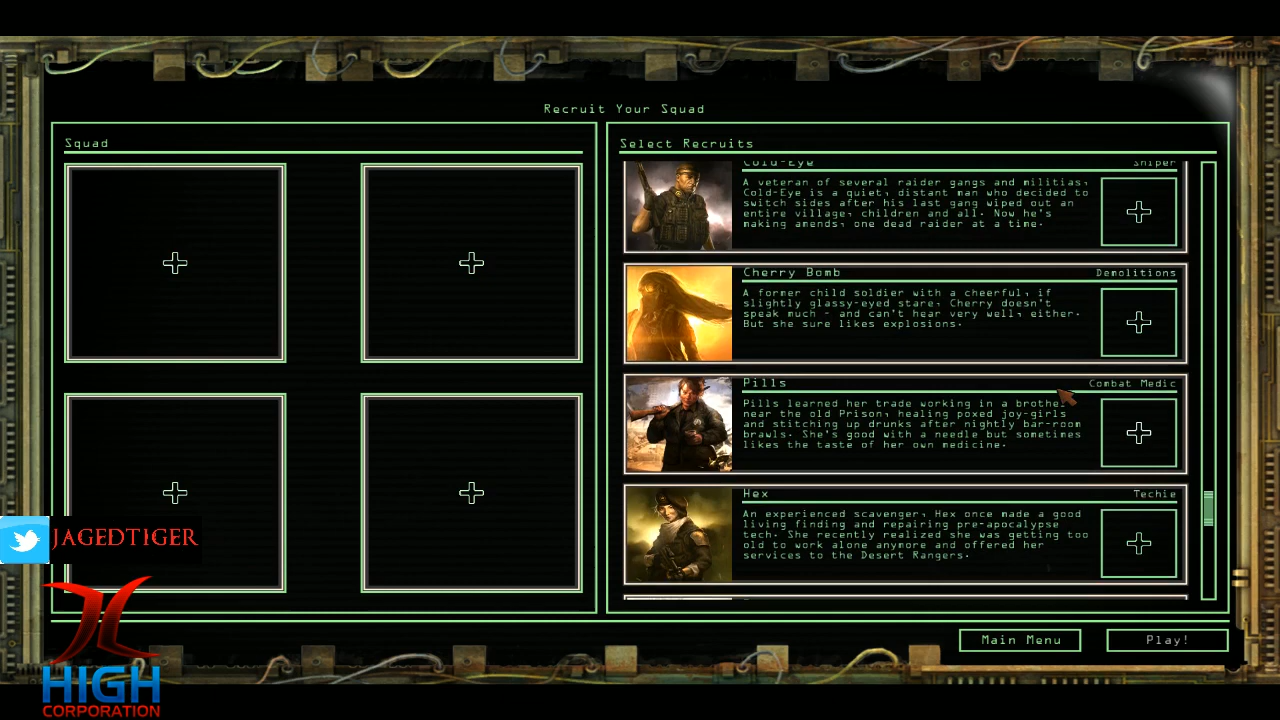 Recruit Your Squad
Squad
Select Recruits
Cold-Eye
Sniper
A veteran of several raider gangs and militias,
Cold-Eye is a quiet, distant man who decided to
switch sides after his last gang wiped out an
entire village, children and all. Now he's
making amends, one dead raider at a time.
Cherry Bomb
Demolitions
A former child soldier with a cheerful, if
slightly glassy-eyed stare, Cherry doesn't
speak much - and can't hear very well, either.
But she sure likes explosions.
Pills
Combat Medic
Pills learned her trade working in a brothel
near the old Prison, healing poxed joy-girls
and stitching up drunks after nightly bar-room
brawls. She's good with a needle but sometimes
likes the taste of her own medicine.
Hex
Techie
An experienced scavenger, Hex once made a good
living finding and repairing pre-apocalypse
tech. She recently realized she was getting too
old to work alone anymore and offered her
services to the Desert Rangers.
JAGEDTIGER
HIGH
CORPORATION
Main Menu
Play!